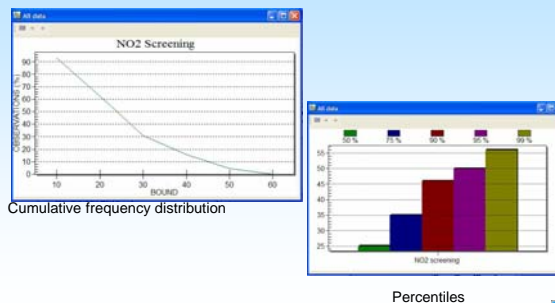 All data
NO2 Screening
OBSERVATIONS (%)
90
80
70
60
50
40
30
20
10
0
10 20 30 40 50 60
BOUND
Cumulative frequency distribution
All data
50 % 75 % 90 % 95 % 99 %
55
50
45
40
35
30
25
NO2 screening
Percentiles